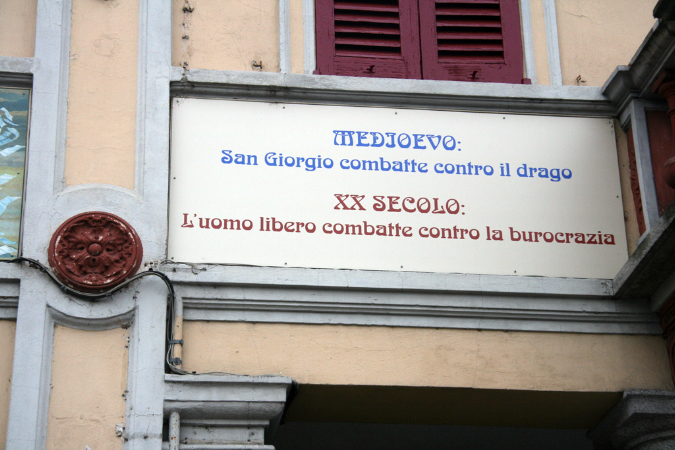 MEDIOEVO:
San Giorgio combatte contro il drago
XX SECOLO:
L'uomo libero combatte contro la burocrazia